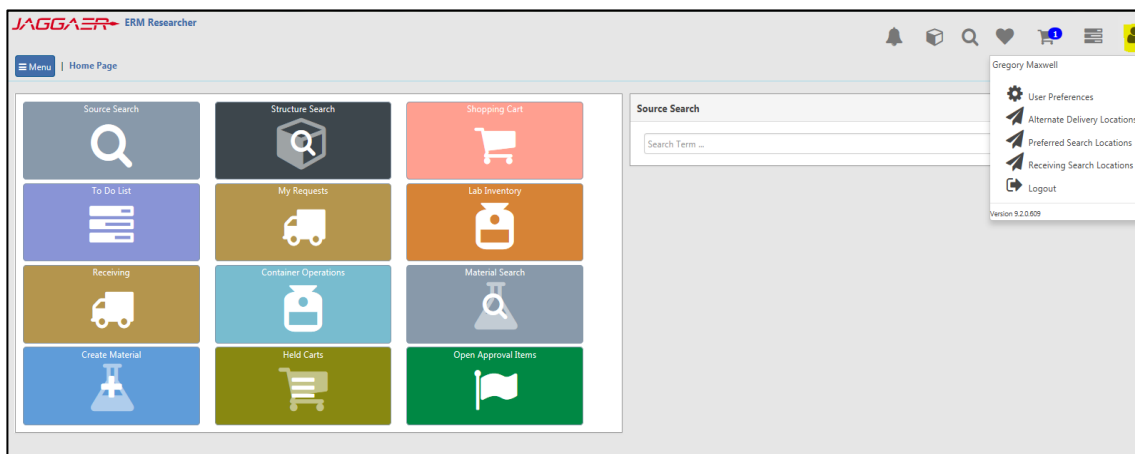 JAGGAER ERM Researcher
1
Menu | Home Page
Gregory Maxwell
User Preferences
Alternate Delivery Locations
Preferred Search Locations
Receiving Search Locations
Logout
Version 9.2.0.609
Source Search
Structure Search
Shopping Cart
To Do List
My Requests
Lab Inventory
Receiving
Container Operations
Material Search
Create Material
Held Carts
Open Approval Items
Source Search
Search Term ...